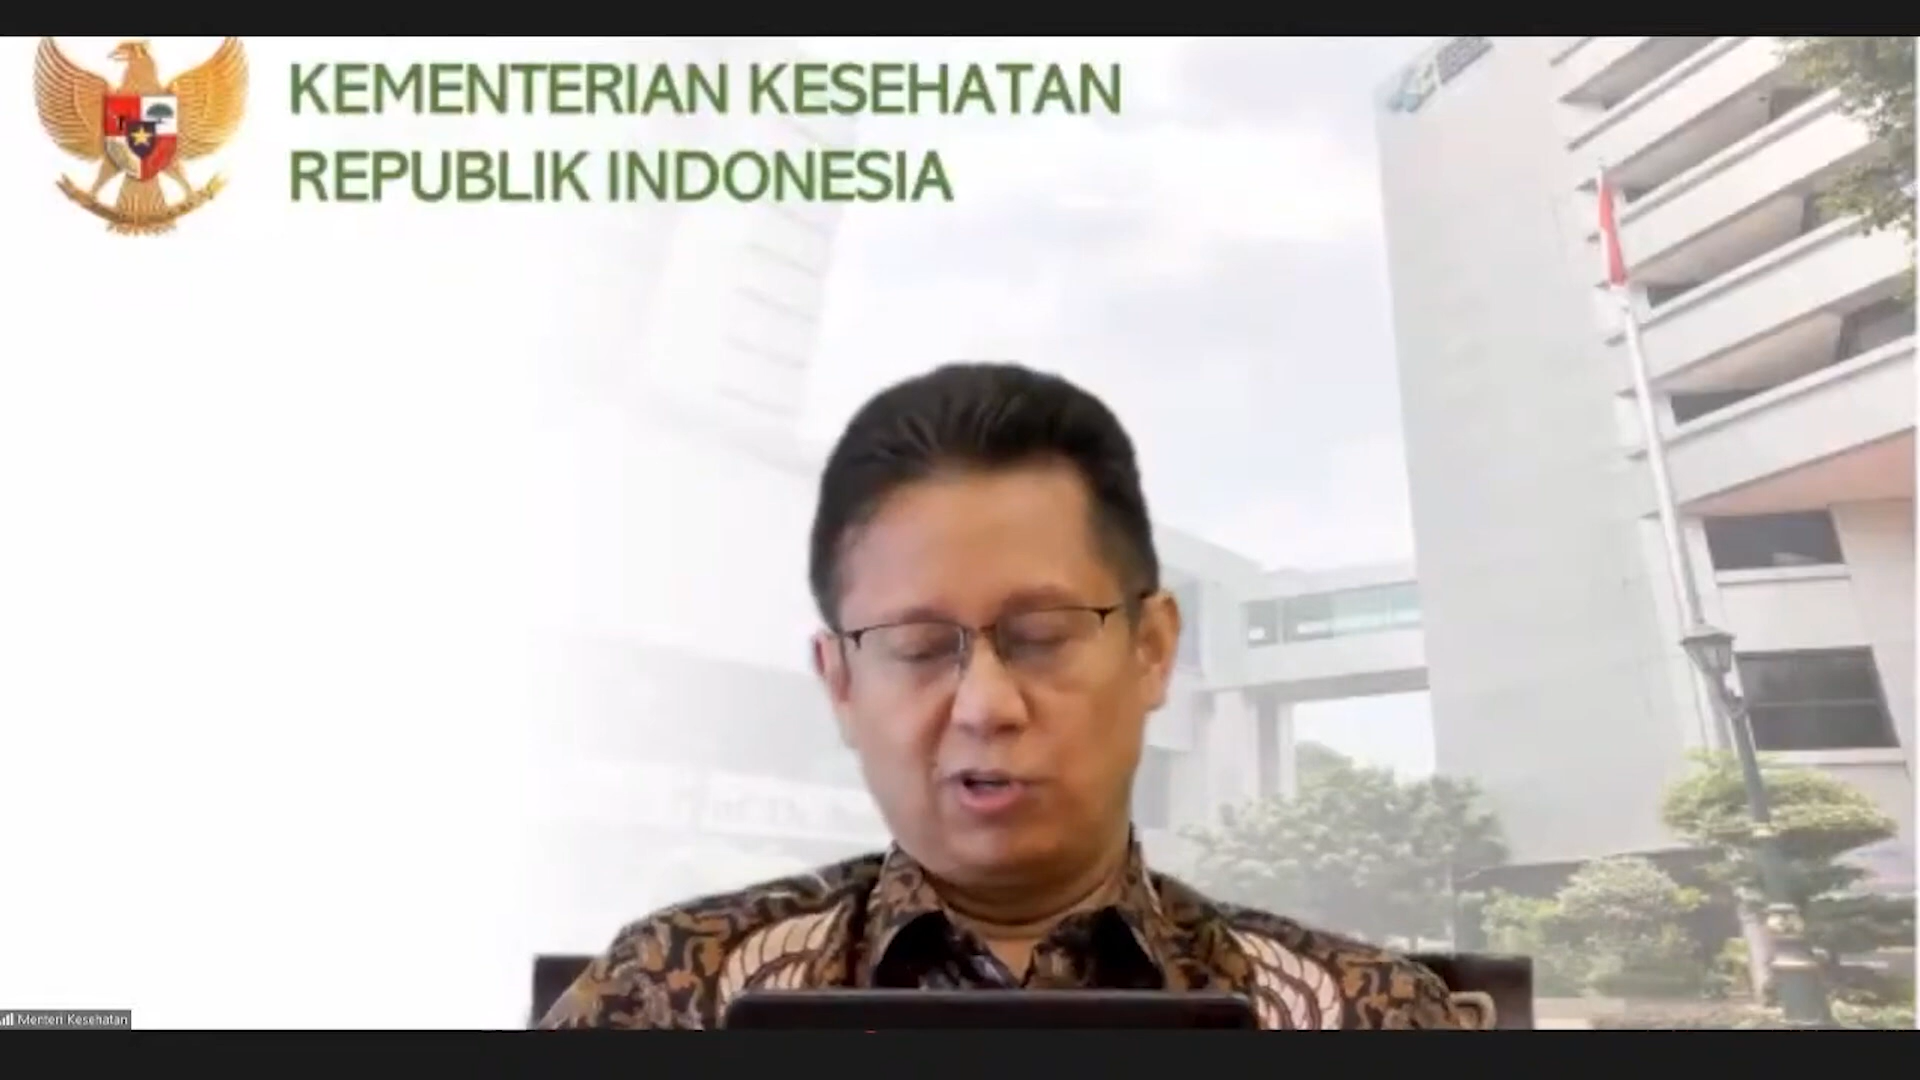 KEMENTERIAN KESEHATAN
REPUBLIK INDONESIA
Menteri Kesehatan